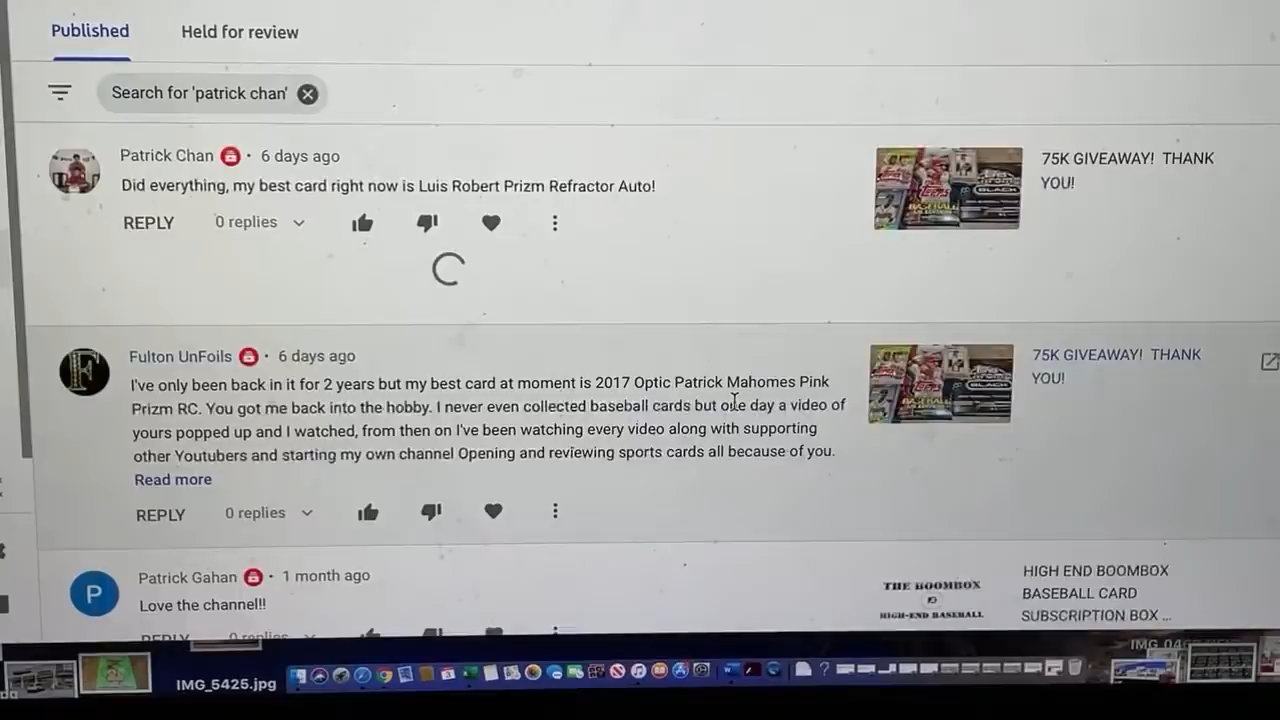 Published
Held for review
Search for 'patrick chan'
Patrick Chan · 6 days ago
Did everything, my best card right now is Luis Robert Prizm Refractor Auto!
REPLY 0 replies
75K GIVEAWAY! THANK
YOU!
Fulton UnFoils · 6 days ago
I've only been back in it for 2 years but my best card at moment is 2017 Optic Patrick Mahomes Pink
Prizm RC. You got me back into the hobby. I never even collected baseball cards but one day a video of
yours popped up and I watched, from then on I've been watching every video along with supporting
other Youtubers and starting my own channel Opening and reviewing sports cards all because of you.
Read more
REPLY 0 replies
75K GIVEAWAY! THANK
YOU!
P
Patrick Gahan · 1 month ago
Love the channel!!
REPLY 0 replies
THE BOOMBOX
HIGH-END BASEBALL
HIGH END BOOMBOX
BASEBALL CARD
SUBSCRIPTION BOX ...
IMG_5425.jpg